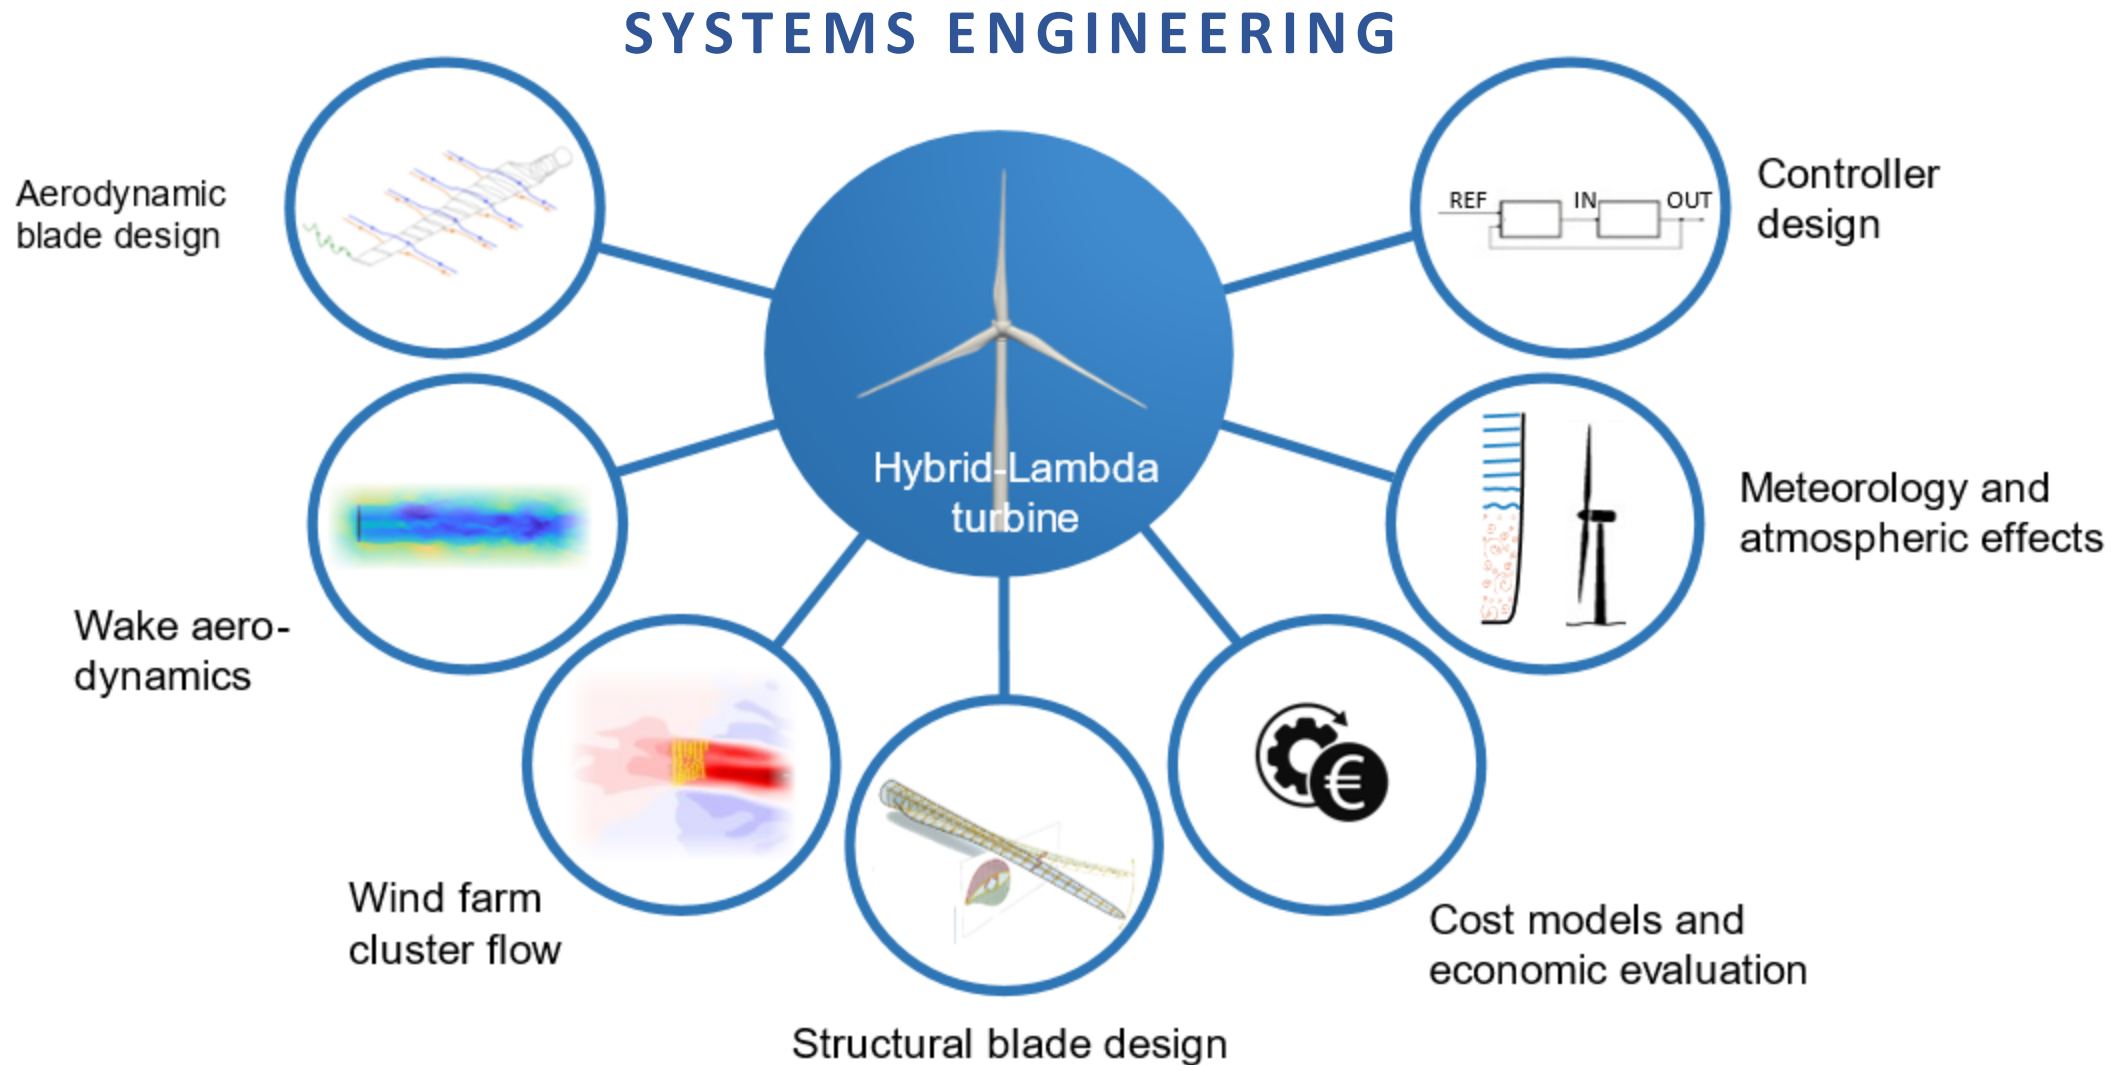 SYSTEMS ENGINEERING
Aerodynamic
blade design
REF IN OUT
Controller
design
Hybrid-Lambda
turbine
Meteorology and
atmospheric effects
Wake aero-
dynamics
€
Wind farm
cluster flow
Cost models and
economic evaluation
Structural blade design